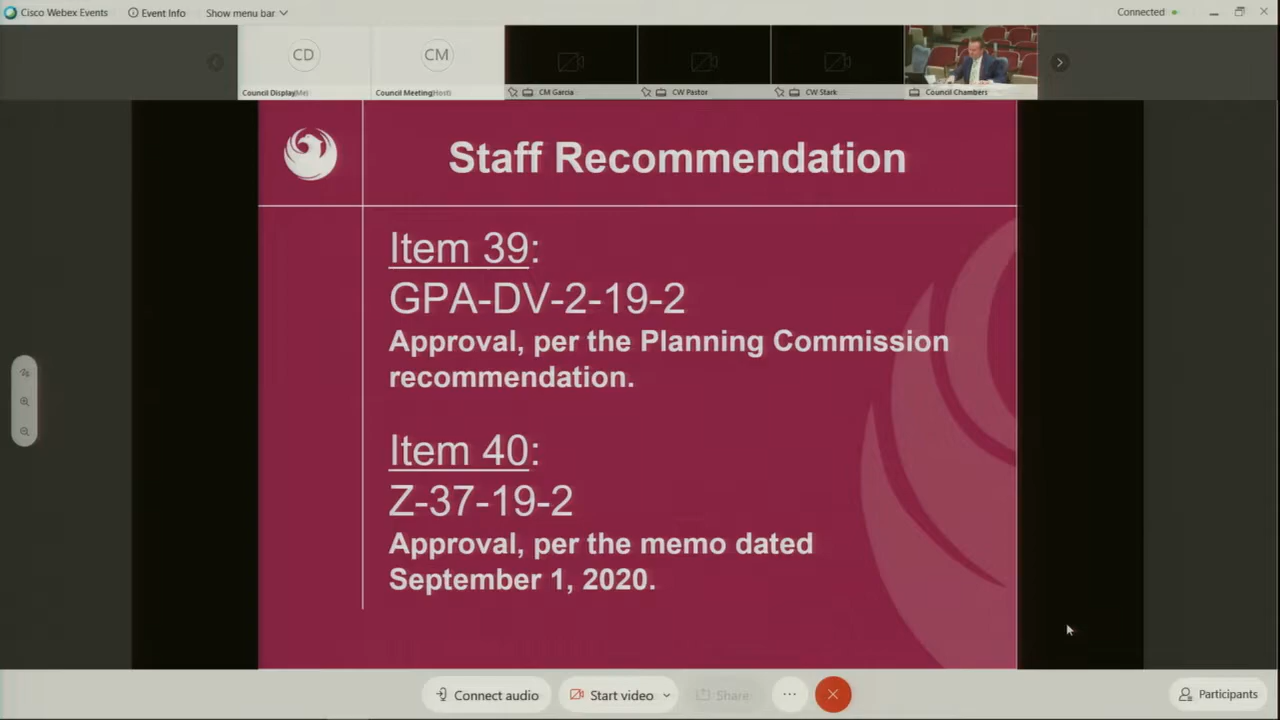 Cisco Webex Events
Event Info
Show menu bar
Connected
CD
CM
Council Display(Me)
Council Meeting(Host)
CM Garcia
CW Pastor
CW Stark
Council Chambers
Staff Recommendation
Item 39:
GPA-DV-2-19-2
Approval, per the Planning Commission
recommendation.
Item 40:
Z-37-19-2
Approval, per the memo dated
September 1, 2020.
Connect audio
Start video
Share
Participants